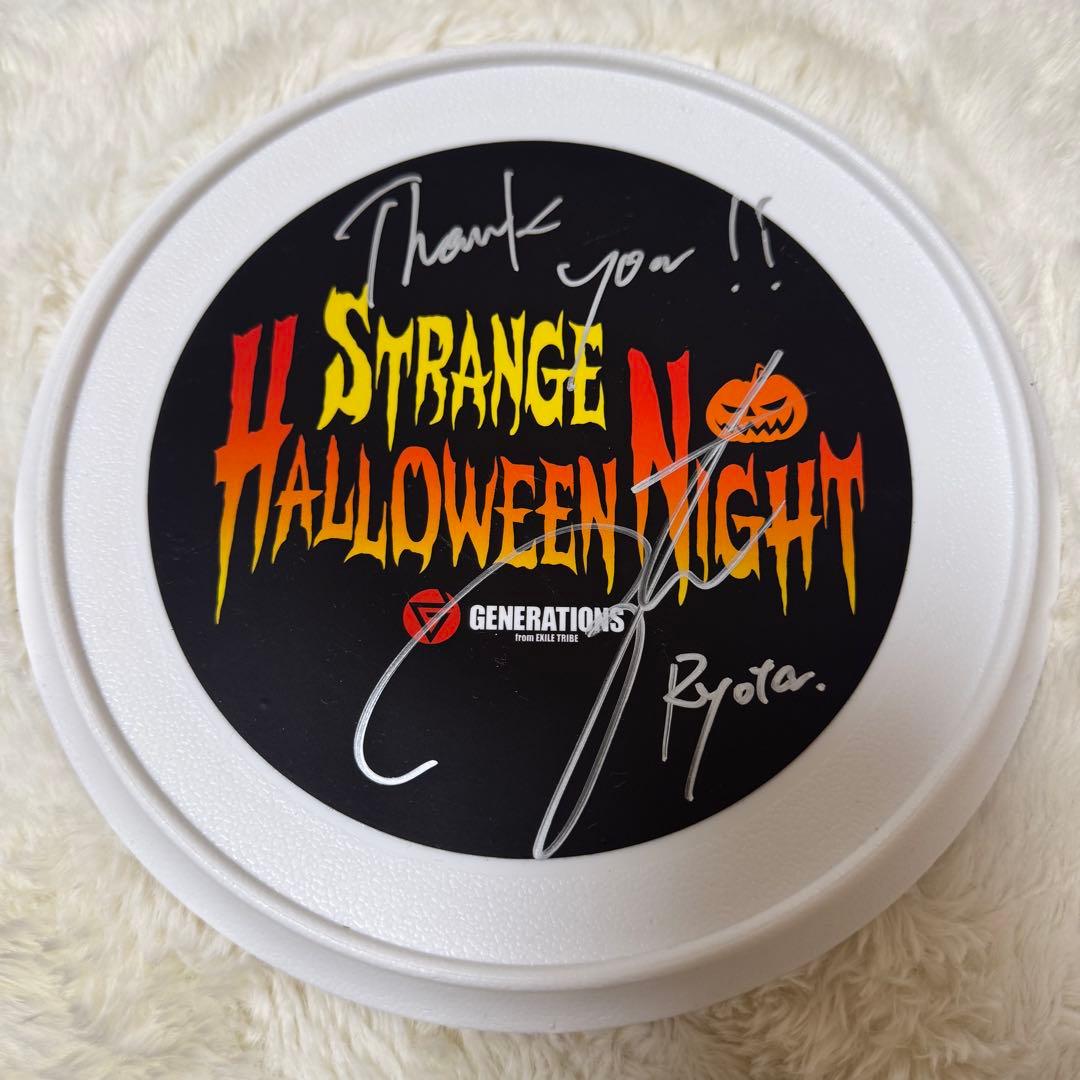 Thank you!!
STRANGE
HALLOWEEN NIGHT
GENERATIONS
from EXILE TRIBE
Ryota.